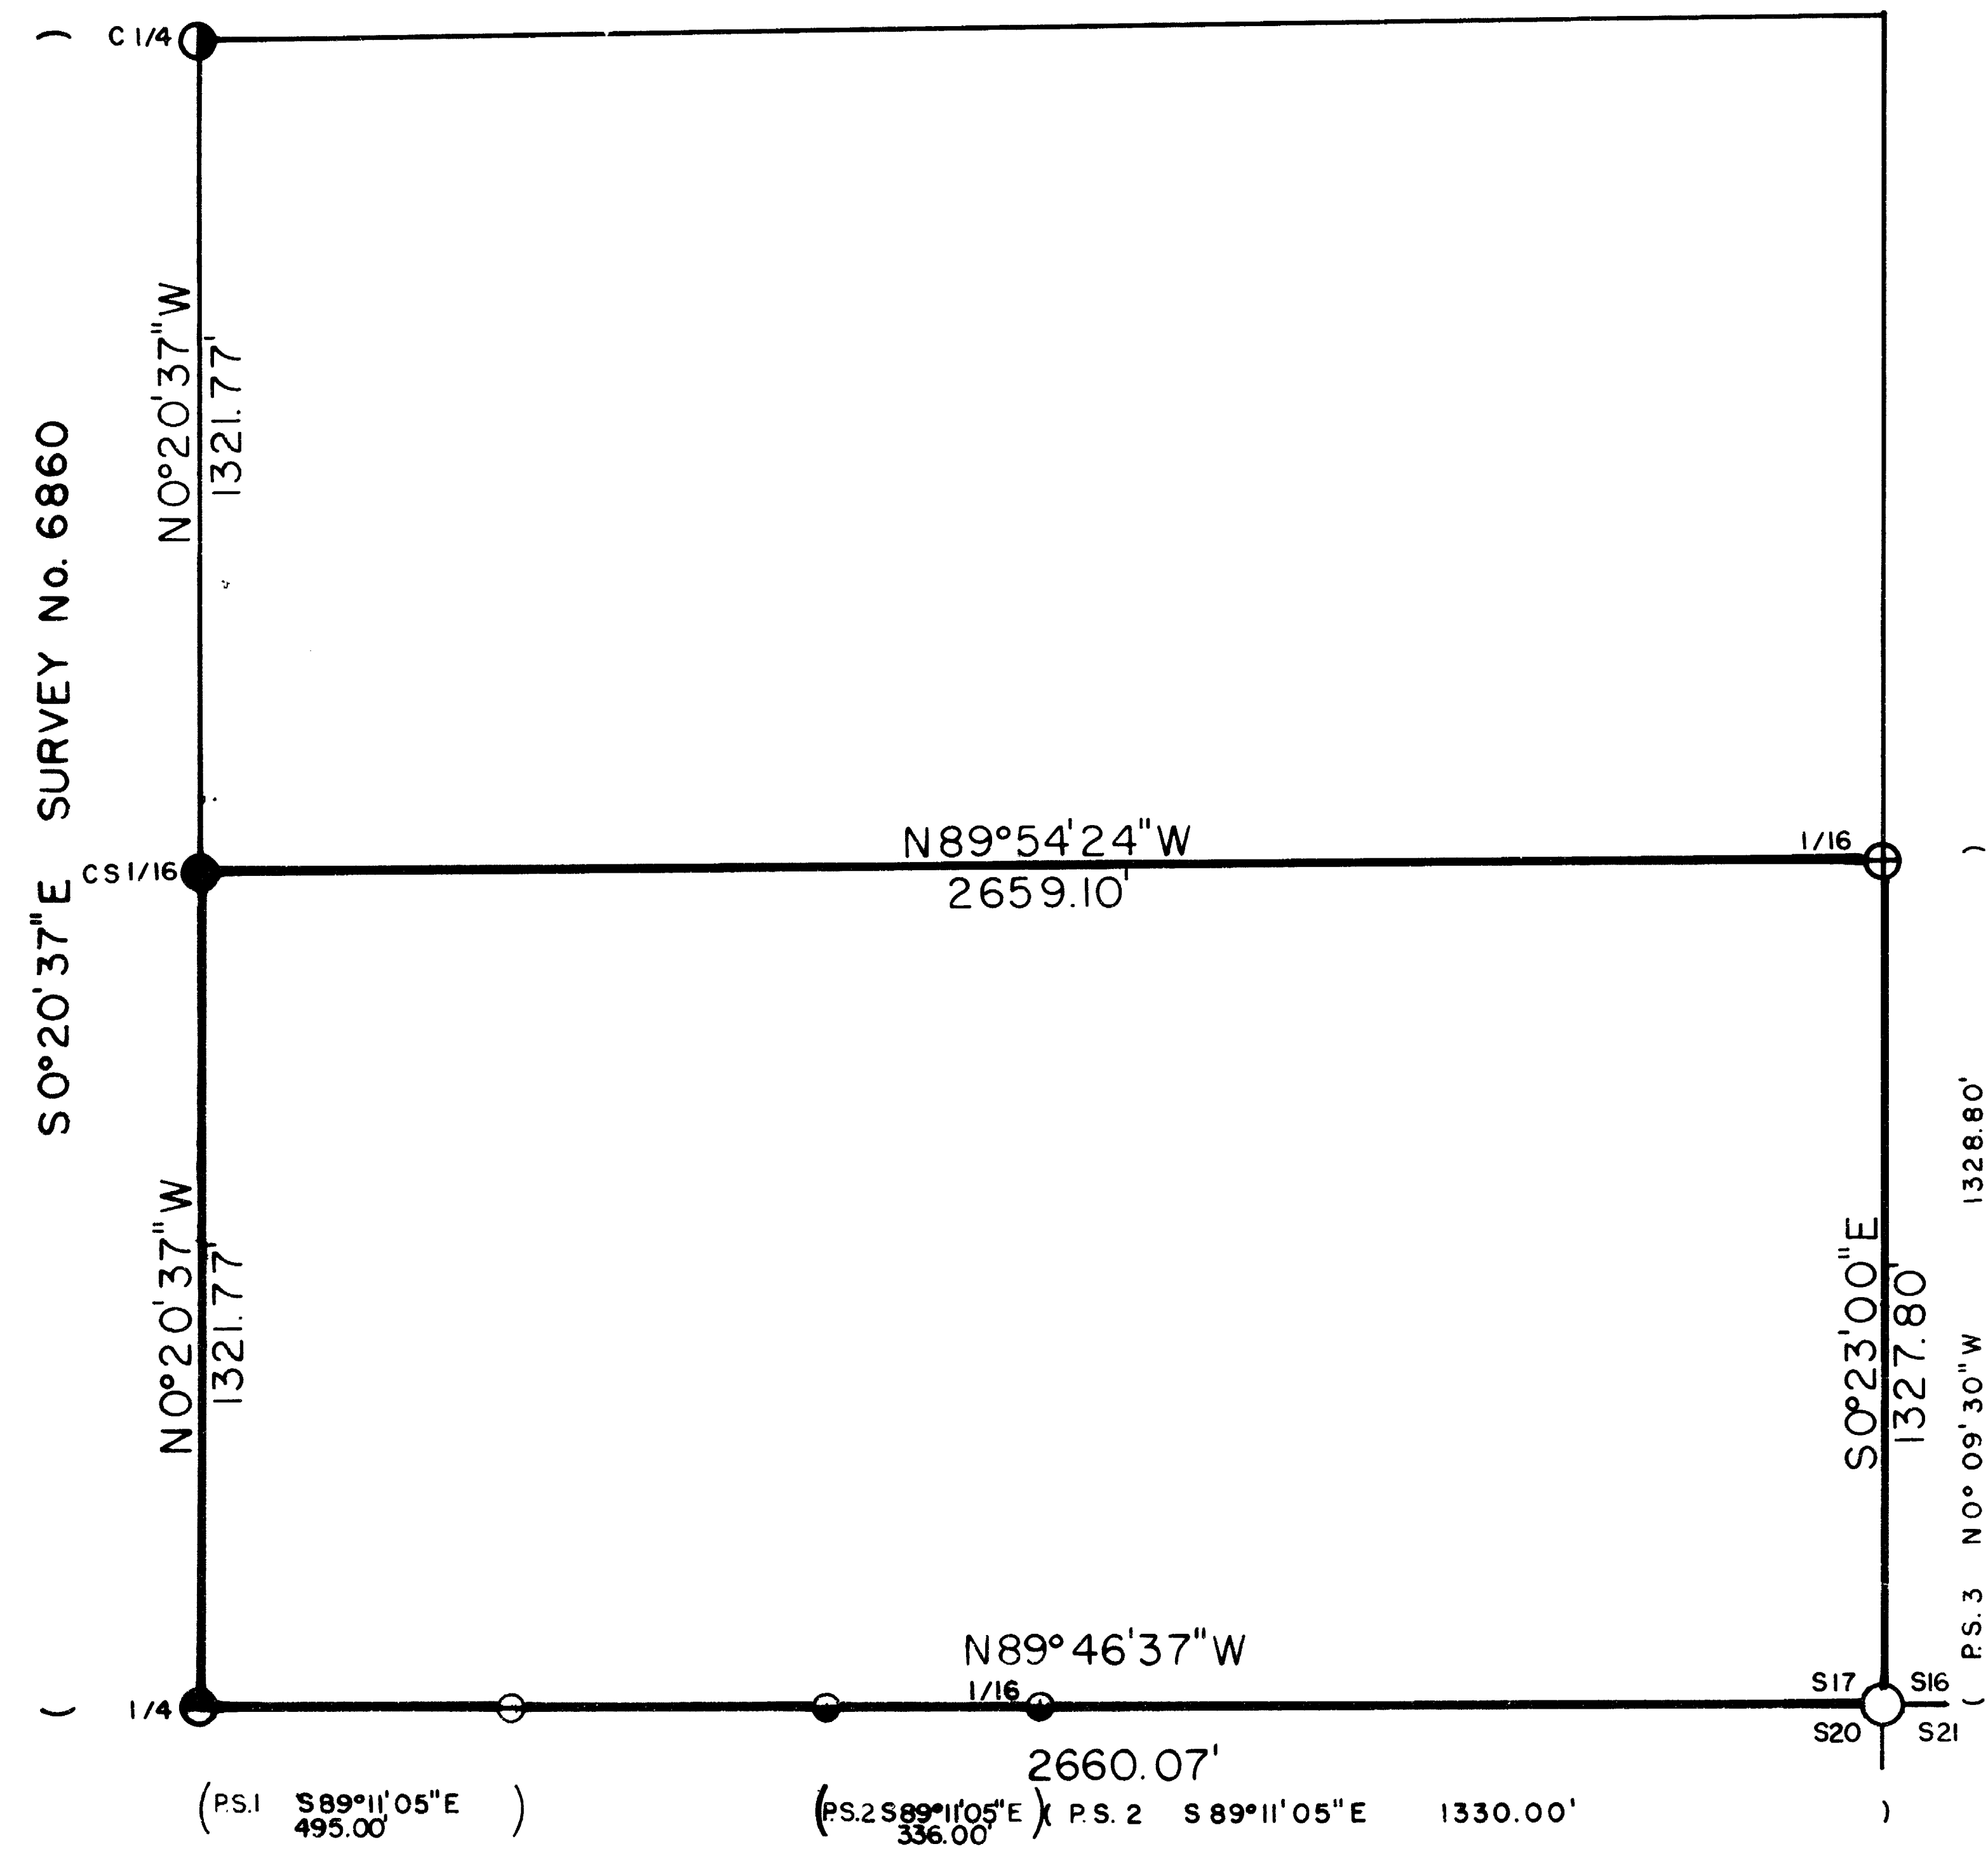 C 1/4
N0°20'37"W
1321.77'
S0°20'37"E SURVEY No. 6860
( )
CS 1/16
N89°54'24"W
2659.10'
1/16
N0°20'37"W
1321.77'
S0°23'00"E
1327.80'
( P.S. 3 N0°09'30"W 1328.80' )
N89°46'37"W
1/4
1/16
S17 S16
S20 S21
2660.07'
(P.S.1 S89°11'05"E )
495.00'
(P.S.2 S89°11'05"E )( P.S. 2 S89°11'05"E 1330.00' )
336.00'